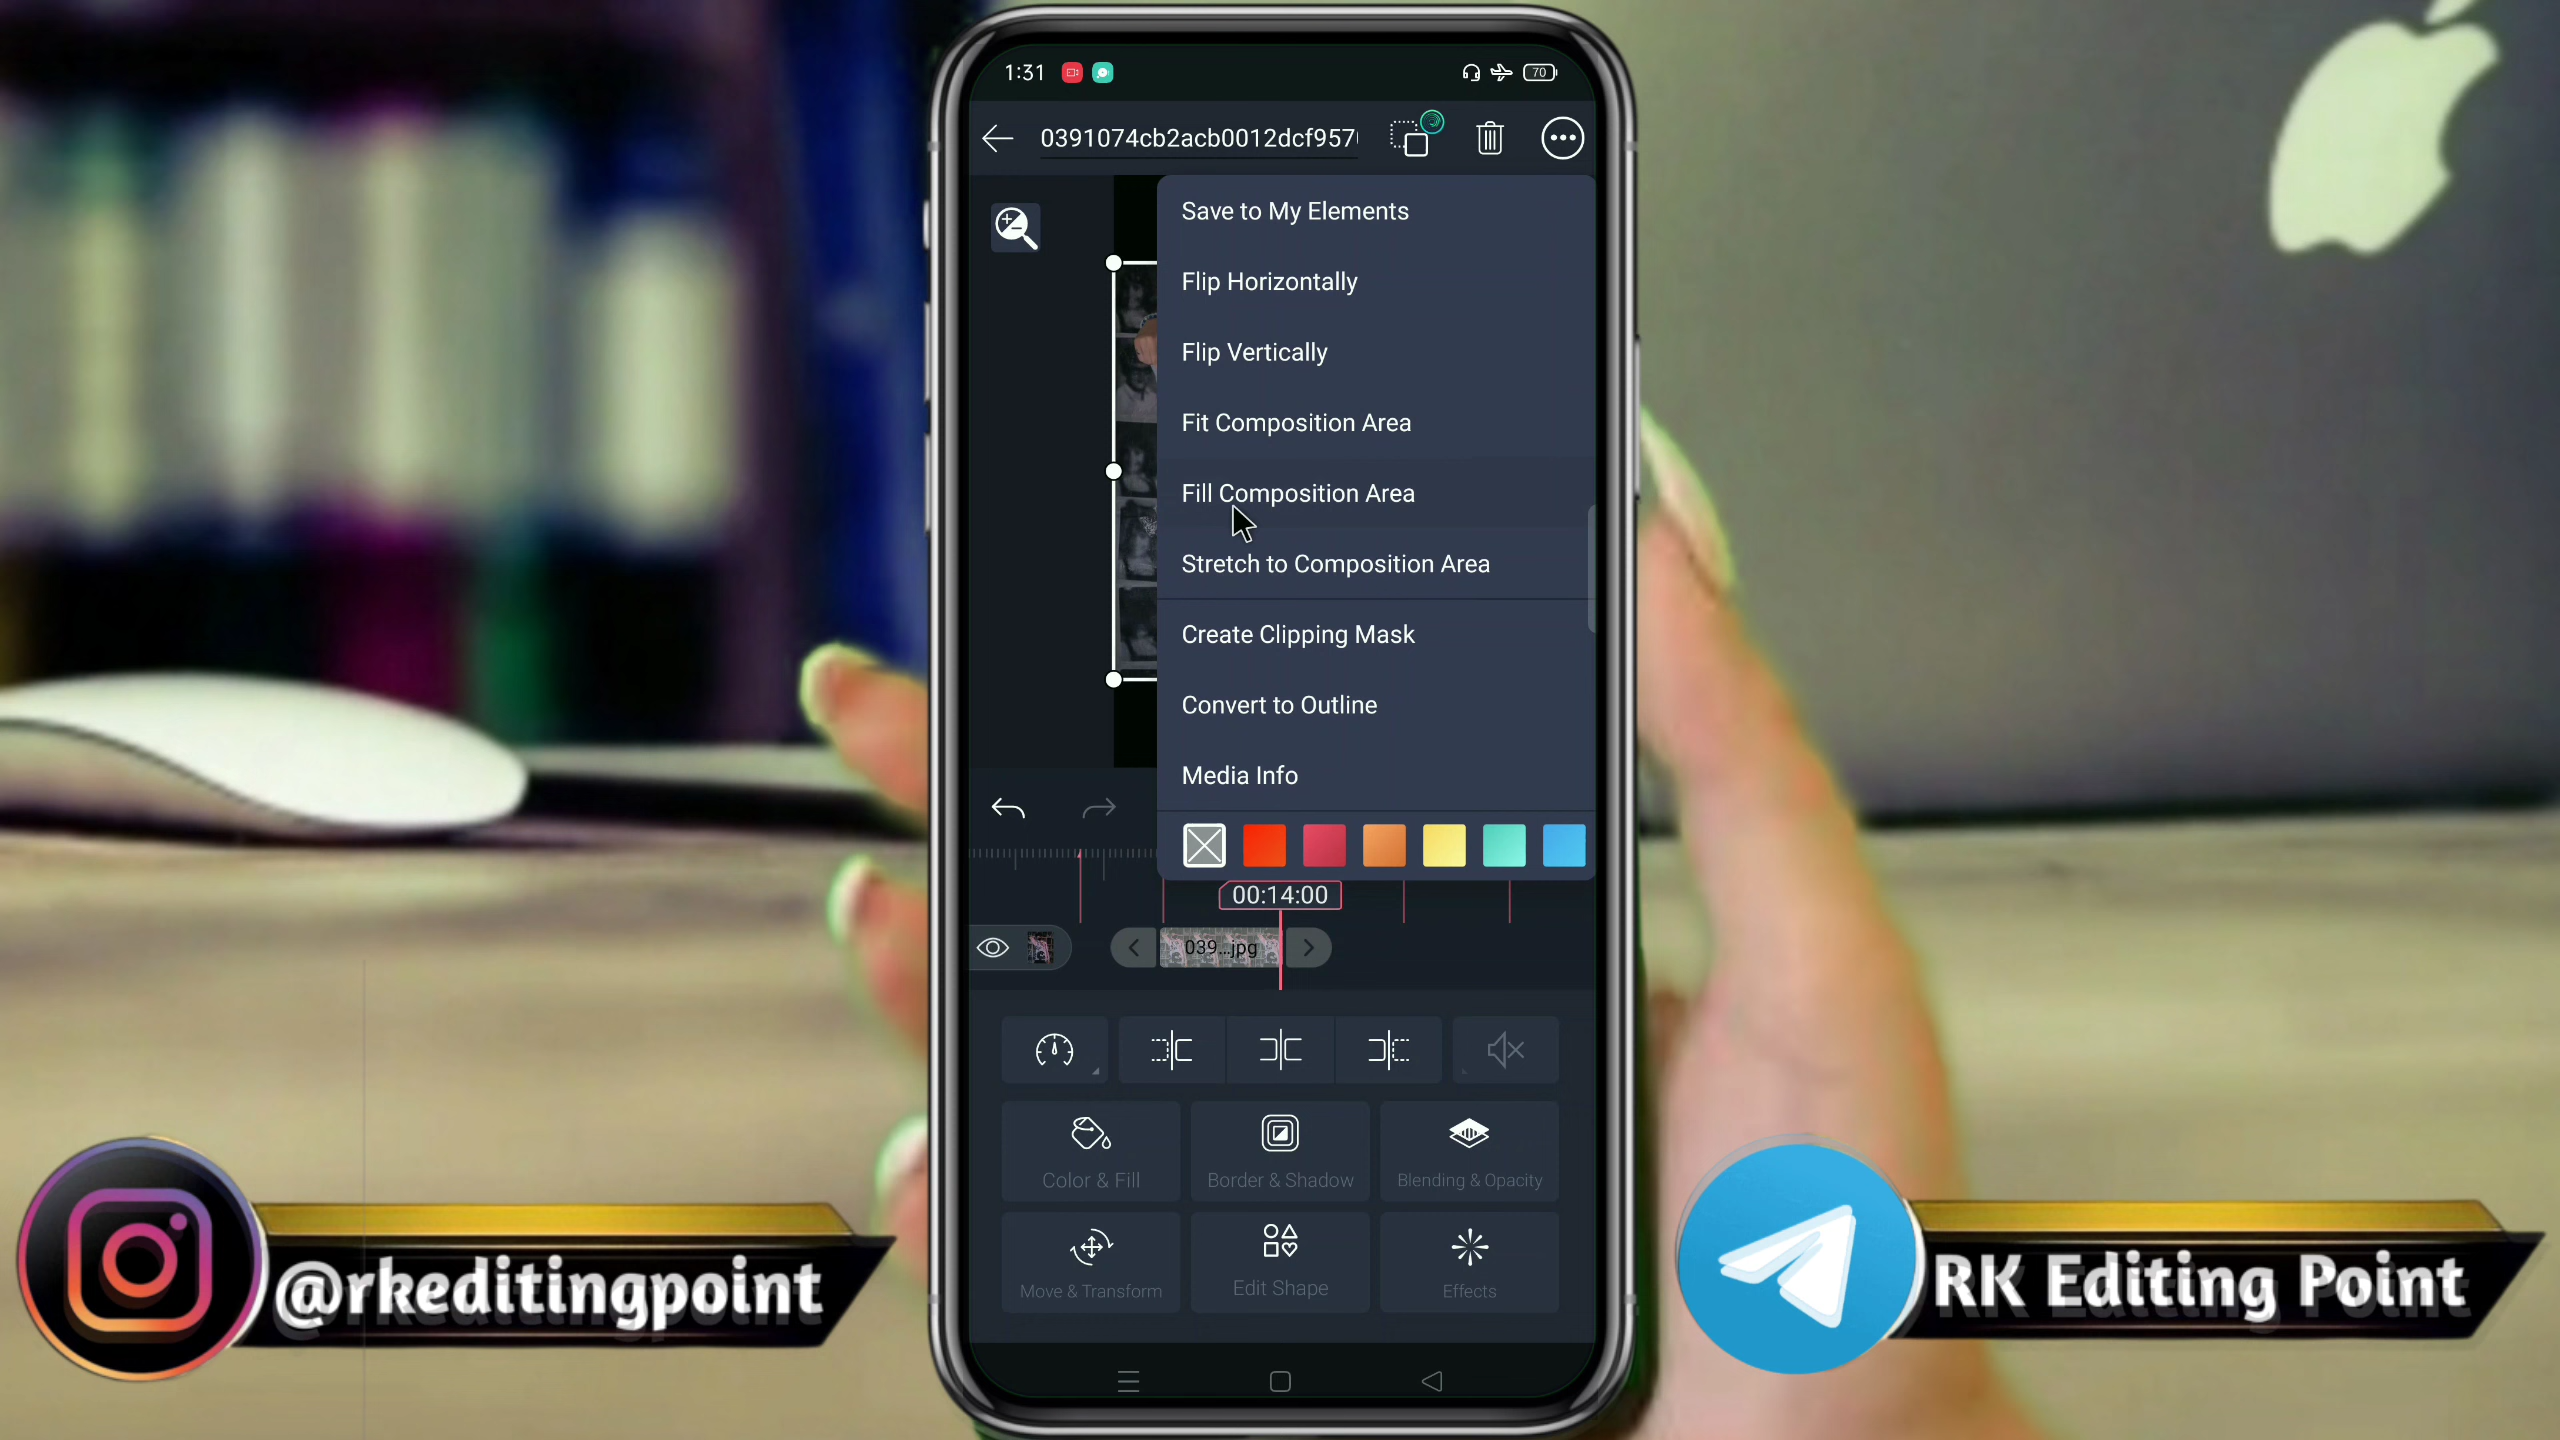 1:31
70
0391074cb2acb0012dcf957
Save to My Elements
Flip Horizontally
Flip Vertically
Fit Composition Area
Fill Composition Area
Stretch to Composition Area
Create Clipping Mask
Convert to Outline
Media Info
00:14:00
039...jpg
Color & Fill
Border & Shadow
Blending & Opacity
Move & Transform
Edit Shape
Effects
@rkeditingpoint
RK Editing Point